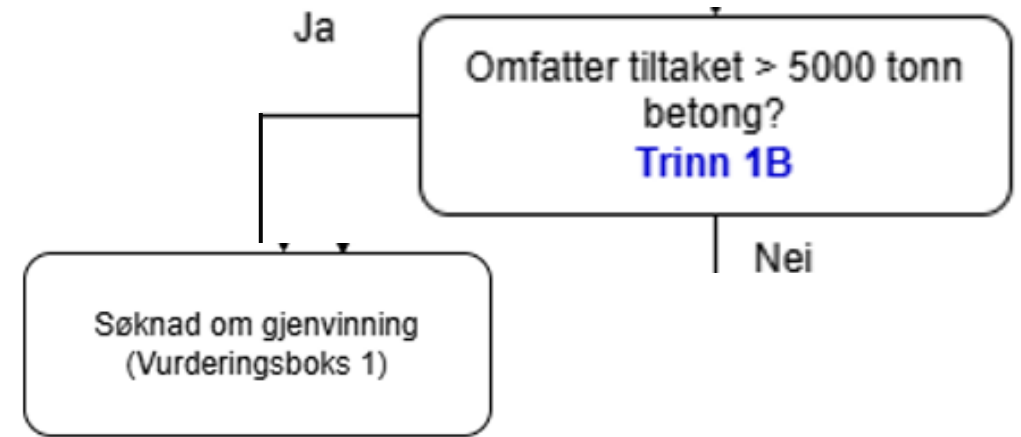 Ja
Omfatter tiltaket > 5000 tonn
betong?
Trinn 1B
Nei
Søknad om gjenvinning
(Vurderingsboks 1)